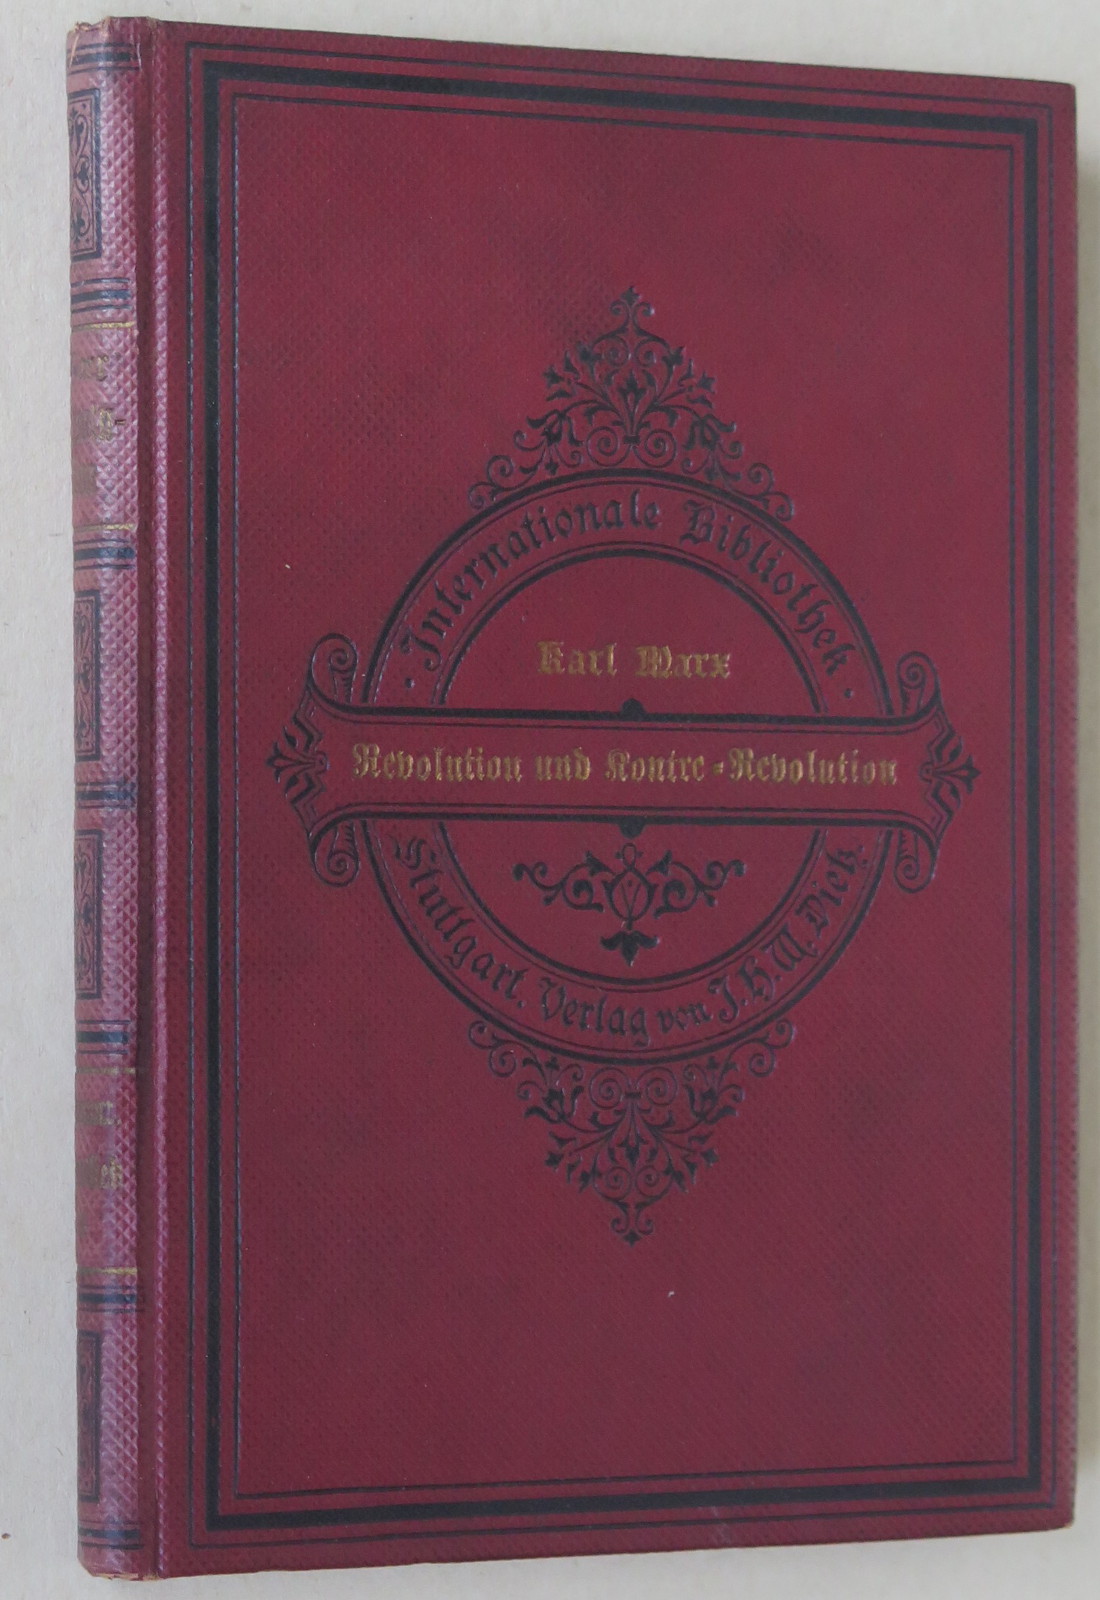 Internationale Bibliothek
Karl Marx
Revolution und Kontre-Revolution
Stuttgart. Verlag von J. H. W. Dietz.